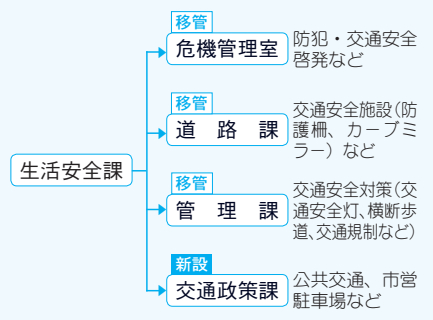 生活安全課
移管
危機管理室
防犯・交通安全
啓発など
移管
道路課
交通安全施設(防
護柵、カーブミ
ラー)など
移管
管理課
交通安全対策(交
通安全灯、横断歩
道、交通規制など)
新設
交通政策課
公共交通、市営
駐車場など